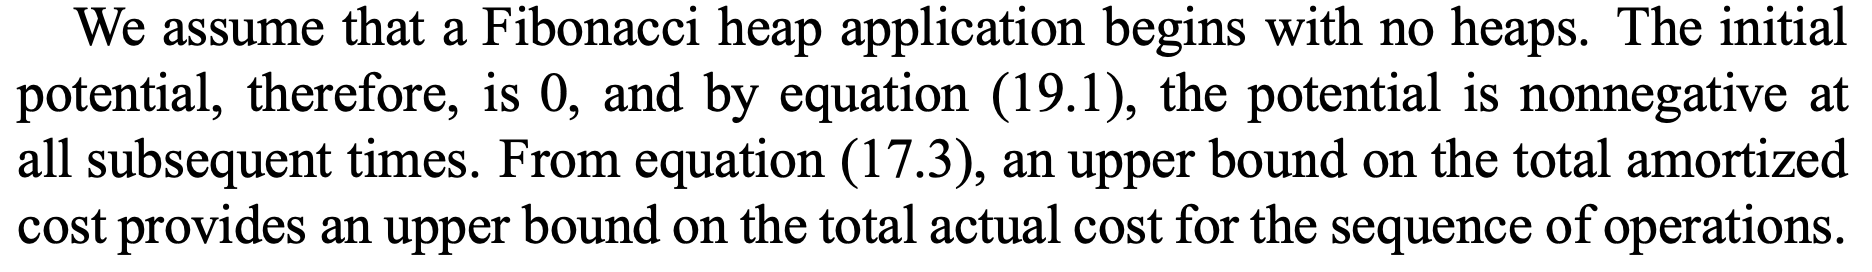 We assume that a Fibonacci heap application begins with no heaps. The initial
potential, therefore, is 0, and by equation (19.1), the potential is nonnegative at
all subsequent times. From equation (17.3), an upper bound on the total amortized
cost provides an upper bound on the total actual cost for the sequence of operations.